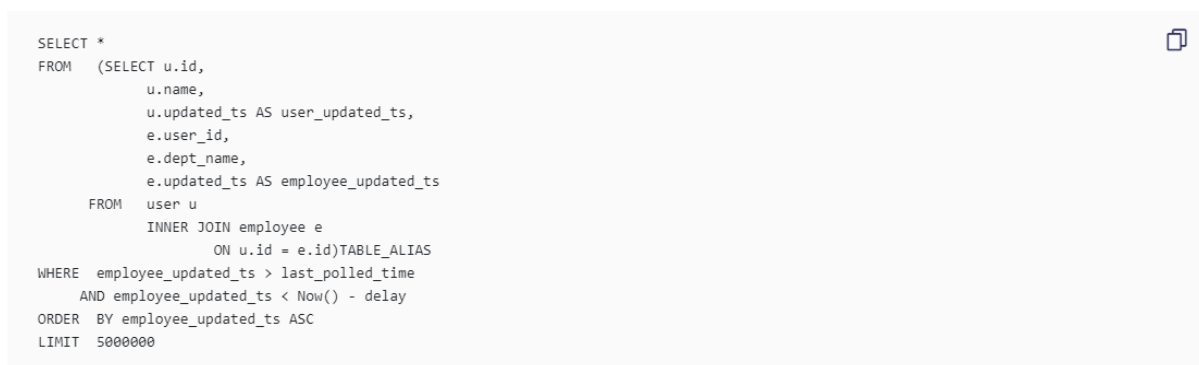 SELECT *
FROM   (SELECT u.id,
               u.name,
               u.updated_ts AS user_updated_ts,
               e.user_id,
               e.dept_name,
               e.updated_ts AS employee_updated_ts
       FROM   user u
               INNER JOIN employee e
                       ON u.id = e.id)TABLE_ALIAS
WHERE  employee_updated_ts > last_polled_time
      AND employee_updated_ts < Now() - delay
ORDER  BY employee_updated_ts ASC
LIMIT  5000000